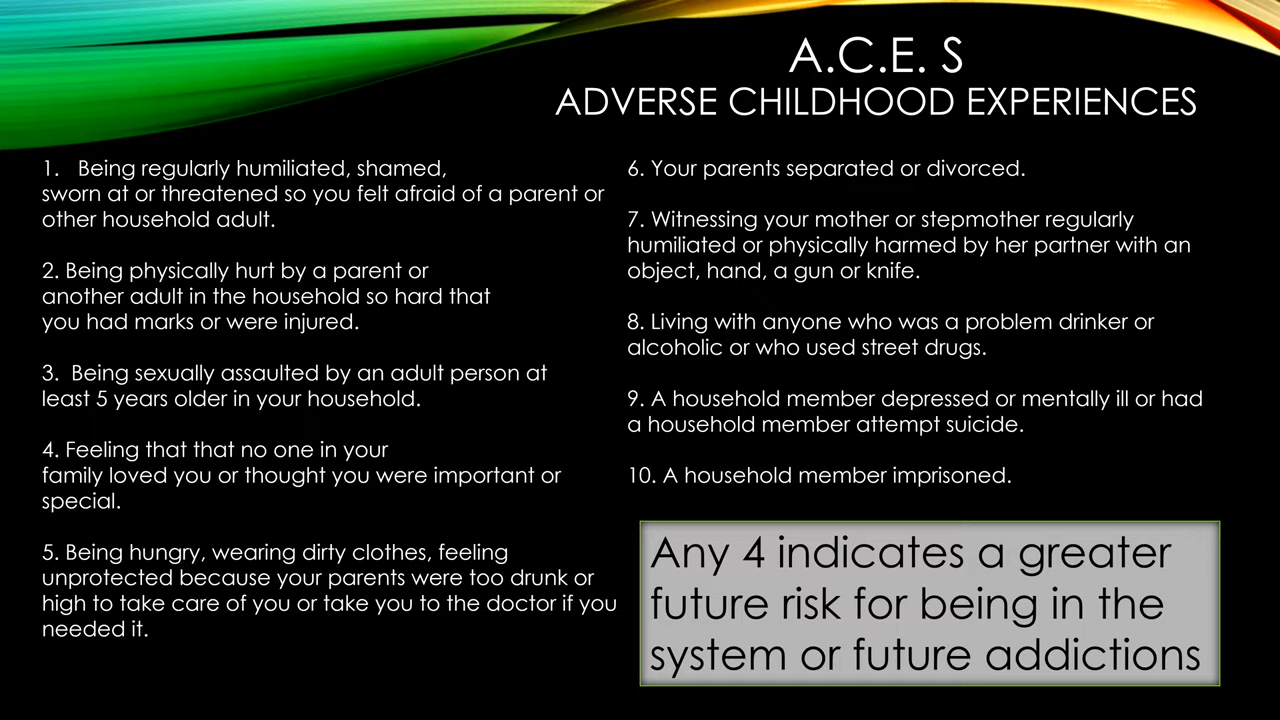 A.C.E. S
ADVERSE CHILDHOOD EXPERIENCES
1. Being regularly humiliated, shamed,
sworn at or threatened so you felt afraid of a parent or
other household adult.
2. Being physically hurt by a parent or
another adult in the household so hard that
you had marks or were injured.
3. Being sexually assaulted by an adult person at
least 5 years older in your household.
4. Feeling that that no one in your
family loved you or thought you were important or
special.
5. Being hungry, wearing dirty clothes, feeling
unprotected because your parents were too drunk or
high to take care of you or take you to the doctor if you
needed it.
6. Your parents separated or divorced.
7. Witnessing your mother or stepmother regularly
humiliated or physically harmed by her partner with an
object, hand, a gun or knife.
8. Living with anyone who was a problem drinker or
alcoholic or who used street drugs.
9. A household member depressed or mentally ill or had
a household member attempt suicide.
10. A household member imprisoned.
Any 4 indicates a greater
future risk for being in the
system or future addictions